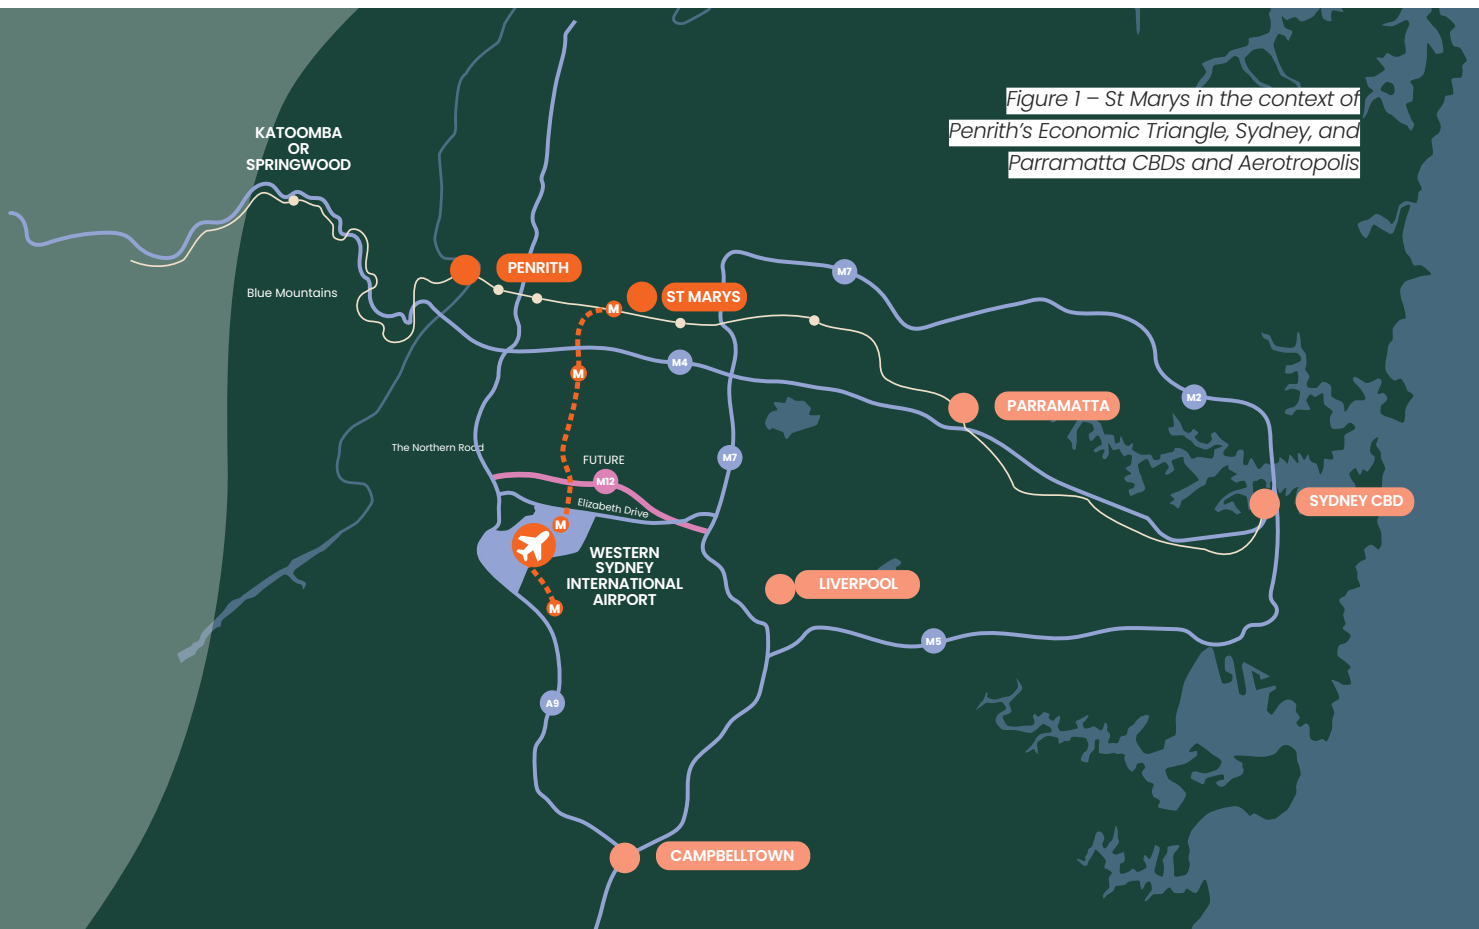 Figure 1 – St Marys in the context of
Penrith's Economic Triangle, Sydney, and
Parramatta CBDs and Aerotropolis
KATOOMBA
OR
SPRINGWOOD
PENRITH
M7
Blue Mountains
ST MARYS
M
M4
M
M2
PARRAMATTA
The Northern Road
FUTURE
M7
M12
SYDNEY CBD
Elizabeth Drive
M
WESTERN
SYDNEY
INTERNATIONAL
AIRPORT
LIVERPOOL
M
M5
A9
CAMPBELLTOWN